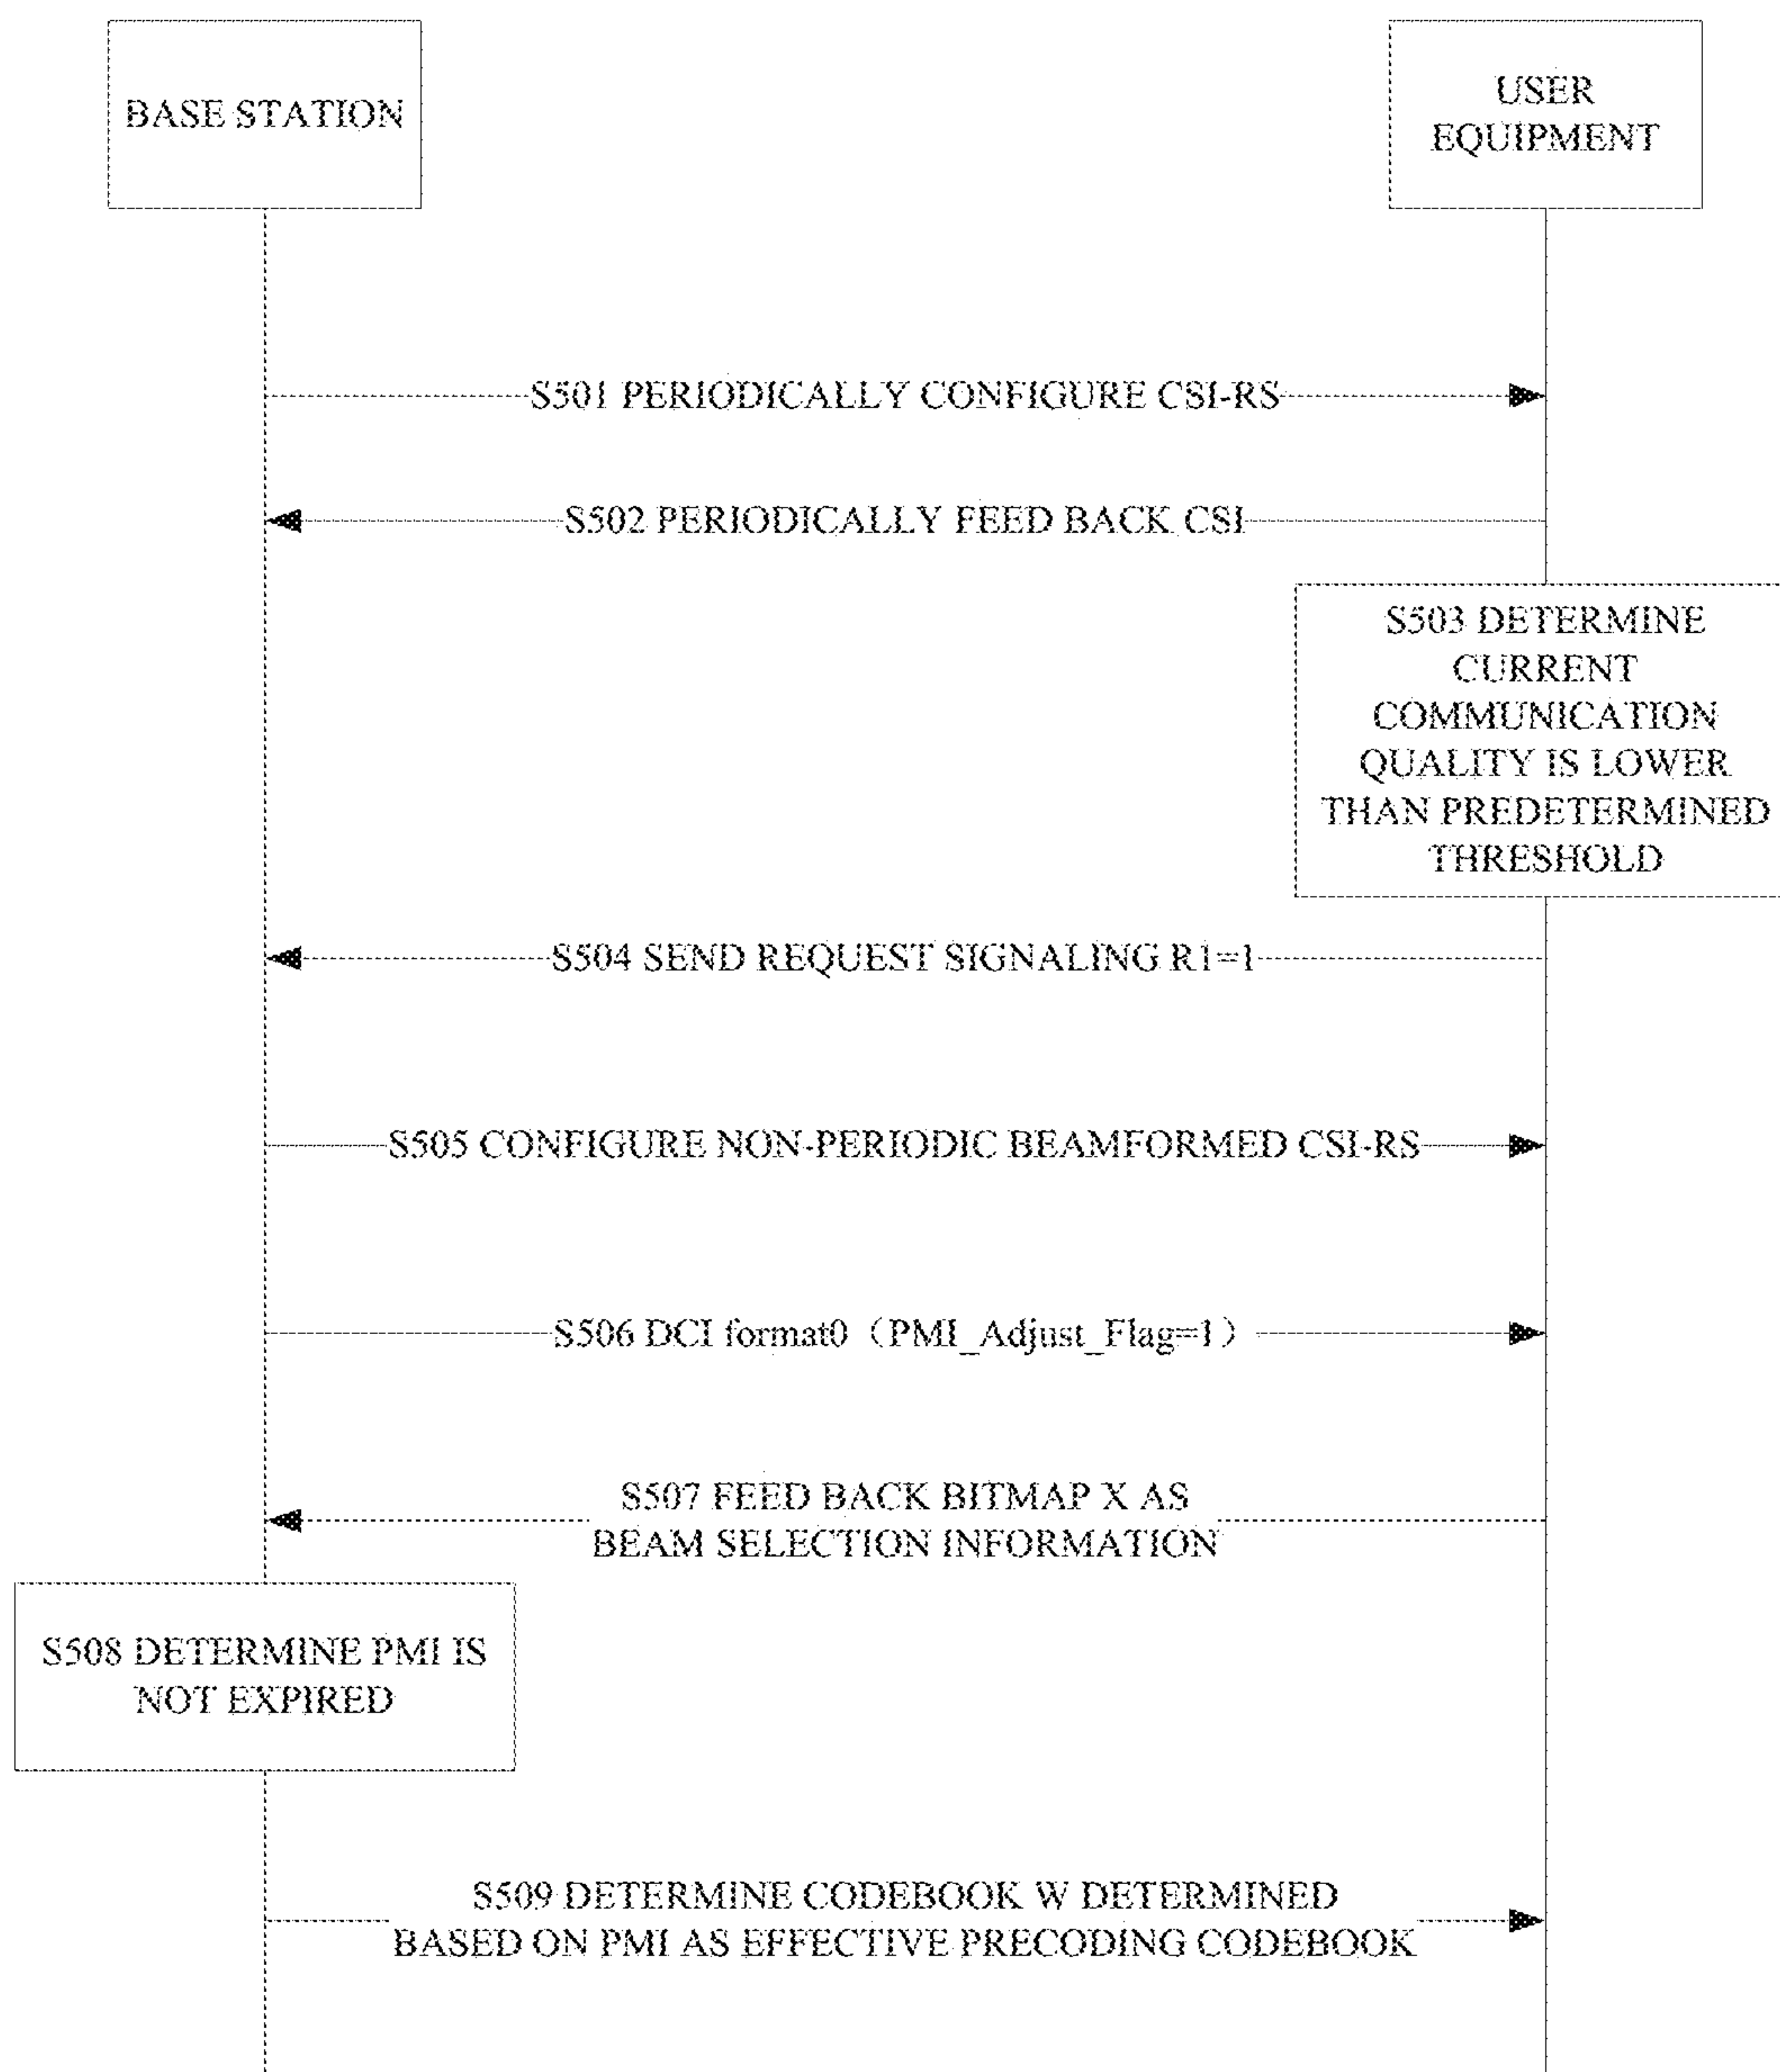 BASE STATION
USER
EQUIPMENT
S501 PERIODICALLY CONFIGURE CSI-RS
S502 PERIODICALLY FEED BACK CSI
S503 DETERMINE
CURRENT
COMMUNICATION
QUALITY IS LOWER
THAN PREDETERMINED
THRESHOLD
S504 SEND REQUEST SIGNALING R1=1
S505 CONFIGURE NON-PERIODIC BEAMFORMED CSI-RS
S506 DCI format0（PMI_Adjust_Flag=1）
S507 FEED BACK BITMAP X AS
BEAM SELECTION INFORMATION
S508 DETERMINE PMI IS
NOT EXPIRED
S509 DETERMINE CODEBOOK W DETERMINED
BASED ON PMI AS EFFECTIVE PRECODING CODEBOOK